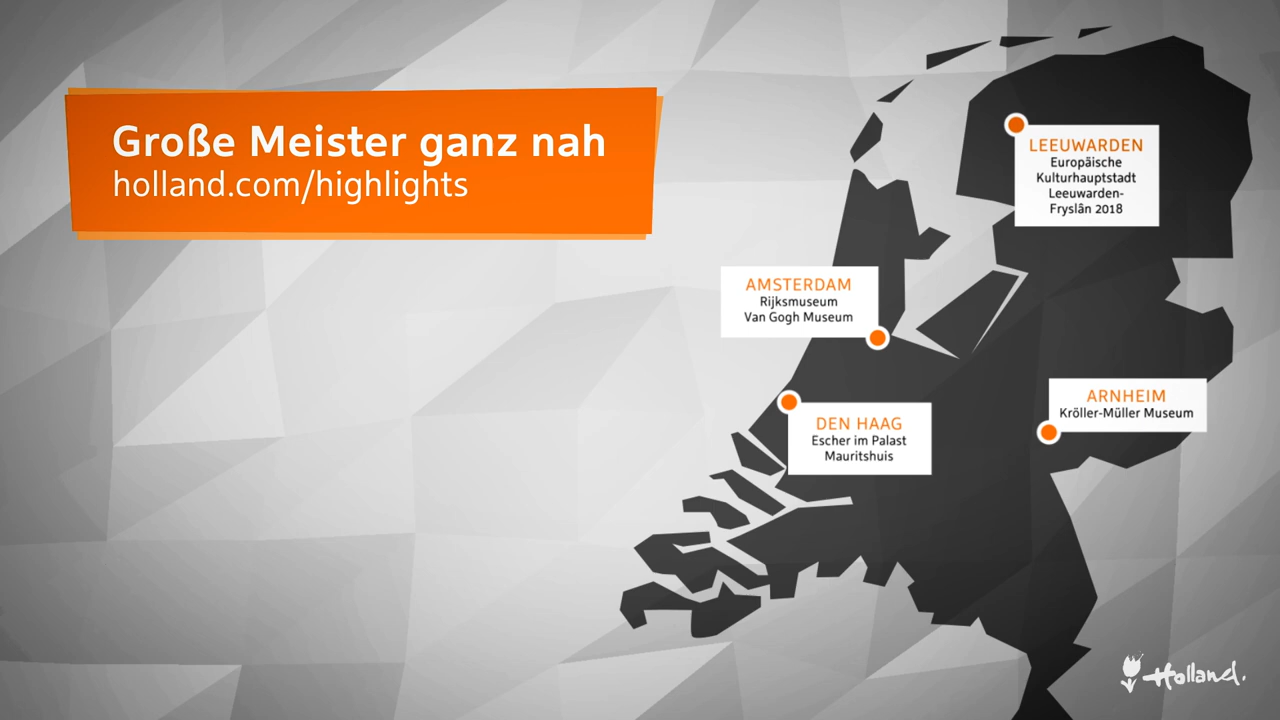 Große Meister ganz nah
holland.com/highlights
LEEUWARDEN
Europäische
Kulturhauptstadt
Leeuwarden-
Fryslân 2018
AMSTERDAM
Rijksmuseum
Van Gogh Museum
ARNHEIM
Kröller-Müller Museum
DEN HAAG
Escher im Palast
Mauritshuis
Holland.